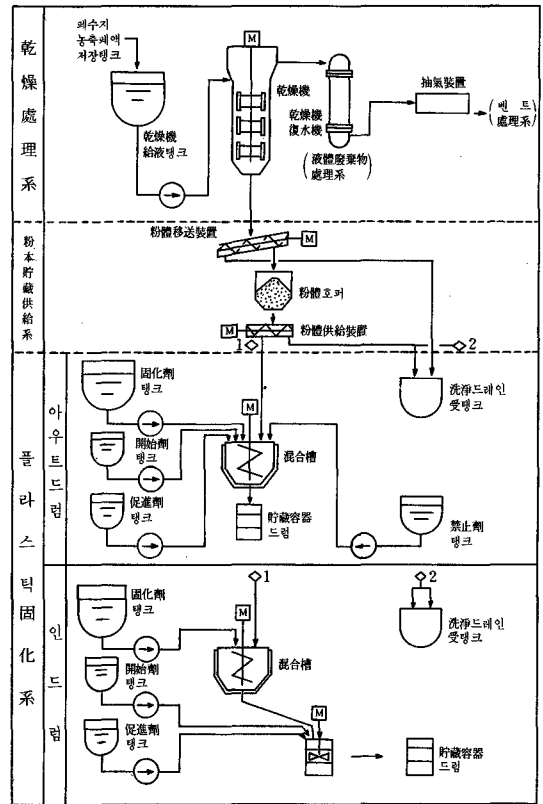 乾燥處理系
폐수지
농축폐액
저장탱크
乾燥機
給液탱크
M
乾燥機
乾燥機
復水機
(液體廢棄物
處理系)
抽氣裝置
(벤트
處理系)
粉本貯藏供給系
粉體移送裝置
M
粉體호퍼
M
粉體供給裝置
1
2
플라스틱固化系
아우트드럼
固化劑
탱크
開始劑
탱크
促進劑
탱크
M
混合槽
貯藏容器
드럼
洗淨드레인
受탱크
禁止劑
탱크
인드럼
固化劑
탱크
開始劑
탱크
促進劑
탱크
1
M
混合槽
M
2
洗淨드레인
受탱크
貯藏容器
드럼